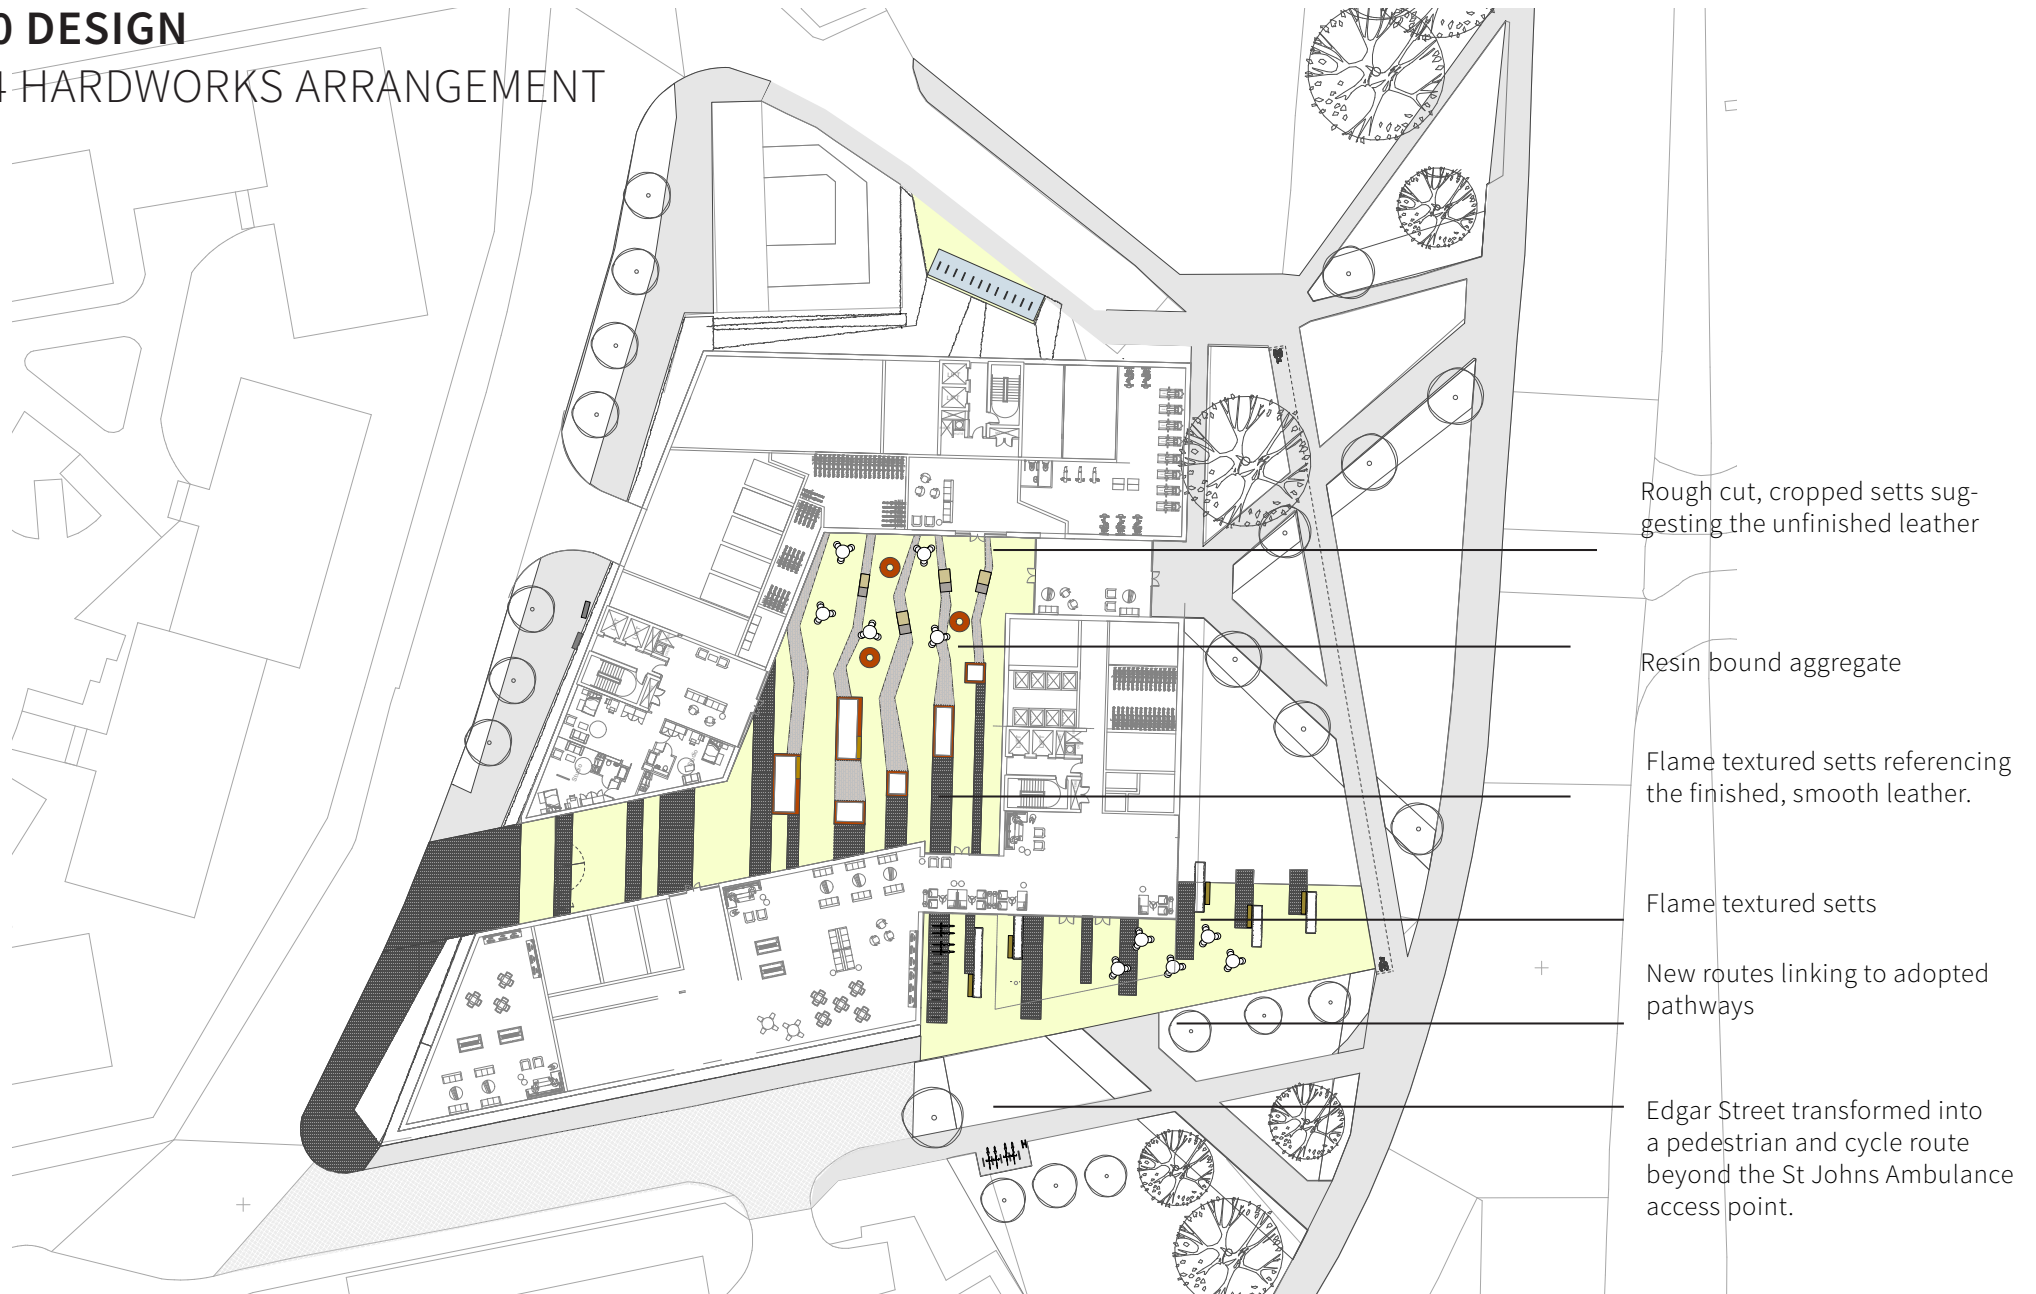 0 DESIGN
4 HARDWORKS ARRANGEMENT
Rough cut, cropped setts sug-
gesting the unfinished leather
Resin bound aggregate
Flame textured setts referencing
the finished, smooth leather.
Flame textured setts
New routes linking to adopted
pathways
Edgar Street transformed into
a pedestrian and cycle route
beyond the St Johns Ambulance
access point.